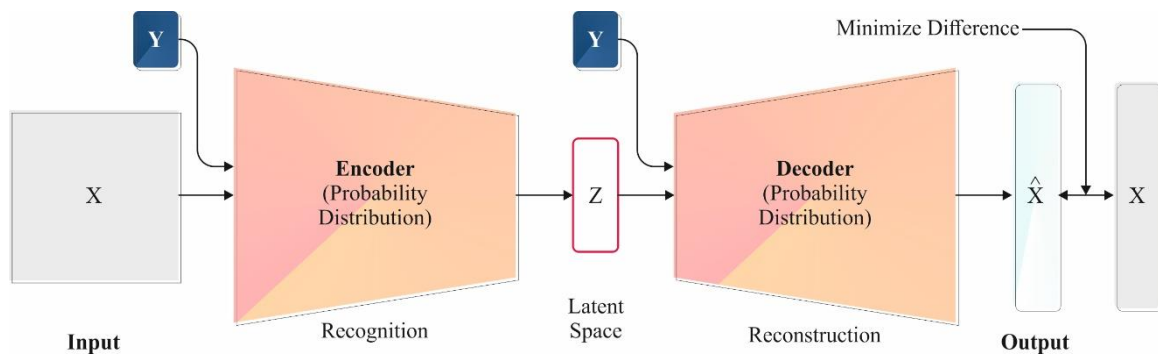 Y
Y
Minimize Difference
X
Encoder
(Probability
Distribution)
Z
Decoder
(Probability
Distribution)
X̂
X
Input
Recognition
Latent
Space
Reconstruction
Output